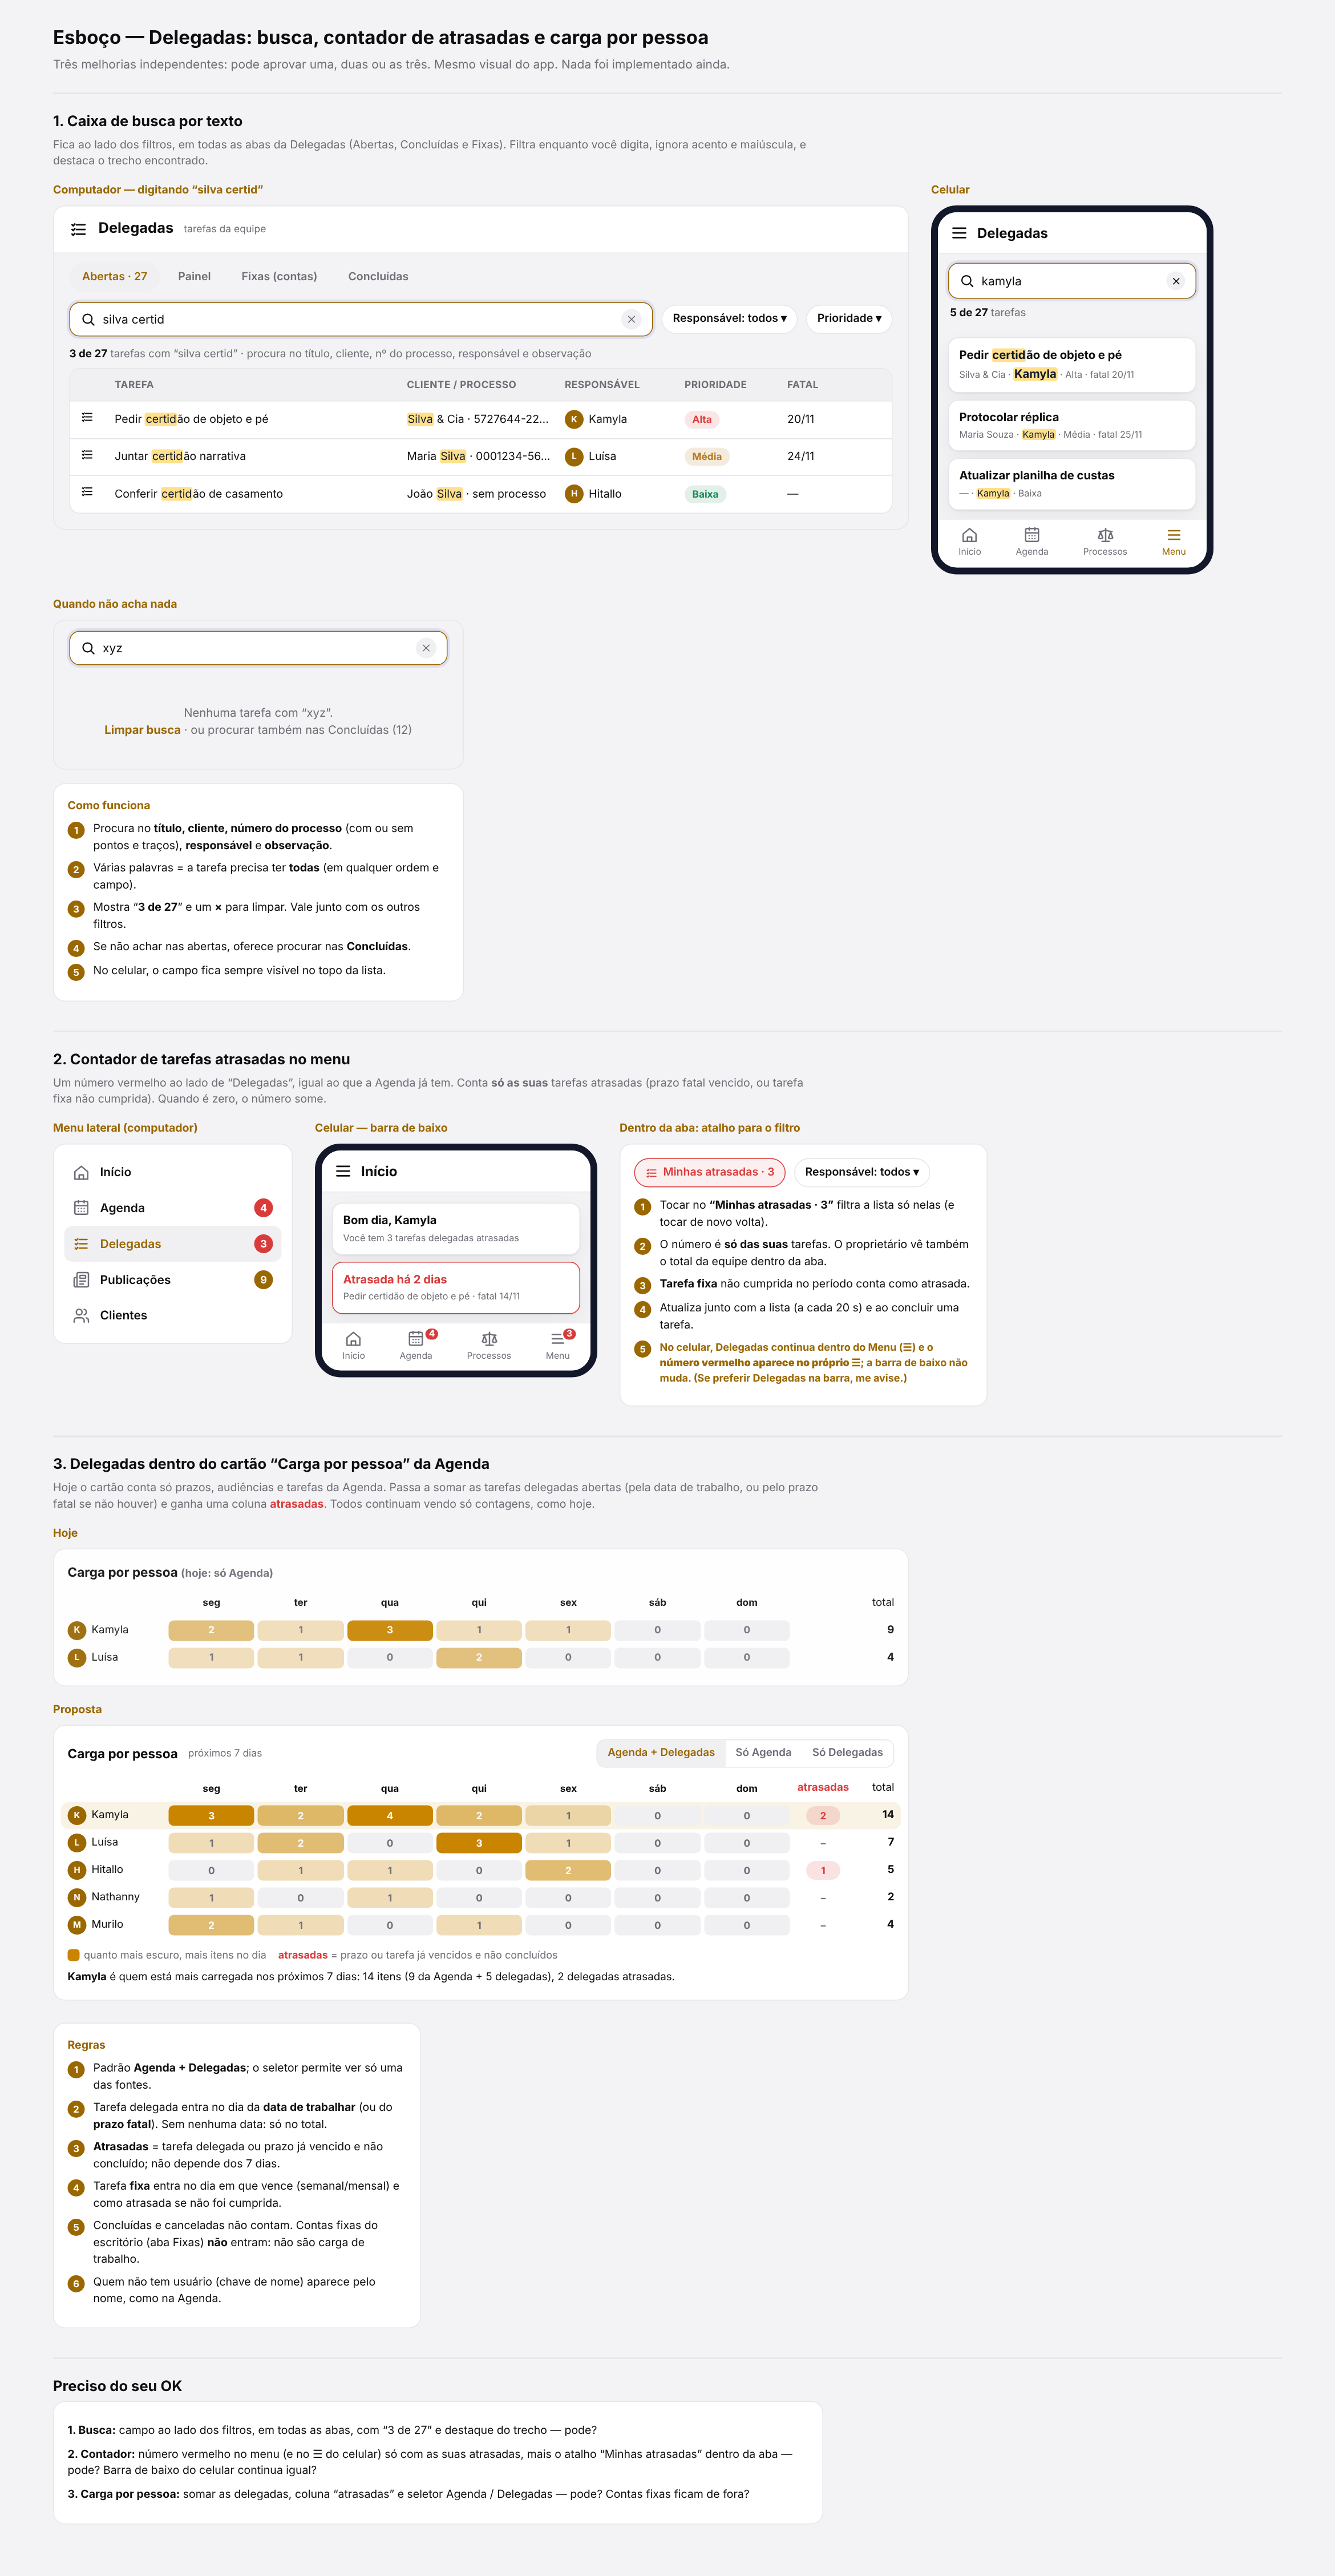 Esboço — Delegadas: busca, contador de atrasadas e carga por pessoa
Três melhorias independentes: pode aprovar uma, duas ou as três. Mesmo visual do app. Nada foi implementado ainda.
1. Caixa de busca por texto
Fica ao lado dos filtros, em todas as abas da Delegadas (Abertas, Concluídas e Fixas). Filtra enquanto você digita, ignora acento e maiúscula, e
destaca o trecho encontrado.
Computador — digitando “silva certid”
Delegadas tarefas da equipe
Abertas · 27 Painel Fixas (contas) Concluídas
silva certid × Responsável: todos ▾ Prioridade ▾
3 de 27 tarefas com “silva certid” · procura no título, cliente, nº do processo, responsável e observação
TAREFA CLIENTE / PROCESSO RESPONSÁVEL PRIORIDADE FATAL
Pedir certidão de objeto e pé Silva & Cia · 5727644-22... K Kamyla Alta 20/11
Juntar certidão narrativa Maria Silva · 0001234-56... L Luísa Média 24/11
Conferir certidão de casamento João Silva · sem processo H Hitallo Baixa —
Celular
Delegadas
kamyla ×
5 de 27 tarefas
Pedir certidão de objeto e pé
Silva & Cia · Kamyla · Alta · fatal 20/11
Protocolar réplica
Maria Souza · Kamyla · Média · fatal 25/11
Atualizar planilha de custas
— · Kamyla · Baixa
Início Agenda Processos Menu
Quando não acha nada
xyz ×
Nenhuma tarefa com “xyz”.
Limpar busca · ou procurar também nas Concluídas (12)
Como funciona
1 Procura no título, cliente, número do processo (com ou sem
pontos e traços), responsável e observação.
2 Várias palavras = a tarefa precisa ter todas (em qualquer ordem e
campo).
3 Mostra “3 de 27” e um × para limpar. Vale junto com os outros
filtros.
4 Se não achar nas abertas, oferece procurar nas Concluídas.
5 No celular, o campo fica sempre visível no topo da lista.
2. Contador de tarefas atrasadas no menu
Um número vermelho ao lado de “Delegadas”, igual ao que a Agenda já tem. Conta só as suas tarefas atrasadas (prazo fatal vencido, ou tarefa
fixa não cumprida). Quando é zero, o número some.
Menu lateral (computador)
Início
Agenda 4
Delegadas 3
Publicações 9
Clientes
Celular — barra de baixo
Início
Bom dia, Kamyla
Você tem 3 tarefas delegadas atrasadas
Atrasada há 2 dias
Pedir certidão de objeto e pé · fatal 14/11
4 3
Início Agenda Processos Menu
Dentro da aba: atalho para o filtro
Minhas atrasadas · 3 Responsável: todos ▾
1 Tocar no “Minhas atrasadas · 3” filtra a lista só nelas (e
tocar de novo volta).
2 O número é só das suas tarefas. O proprietário vê também
o total da equipe dentro da aba.
3 Tarefa fixa não cumprida no período conta como atrasada.
4 Atualiza junto com a lista (a cada 20 s) e ao concluir uma
tarefa.
5 No celular, Delegadas continua dentro do Menu (☰) e o
número vermelho aparece no próprio ☰; a barra de baixo não
muda. (Se preferir Delegadas na barra, me avise.)
3. Delegadas dentro do cartão “Carga por pessoa” da Agenda
Hoje o cartão conta só prazos, audiências e tarefas da Agenda. Passa a somar as tarefas delegadas abertas (pela data de trabalho, ou pelo prazo
fatal se não houver) e ganha uma coluna atrasadas. Todos continuam vendo só contagens, como hoje.
Hoje
Carga por pessoa (hoje: só Agenda)
seg ter qua qui sex sáb dom total
K Kamyla 2 1 3 1 1 0 0 9
L Luísa 1 1 0 2 0 0 0 4
Proposta
Carga por pessoa próximos 7 dias Agenda + Delegadas Só Agenda Só Delegadas
seg ter qua qui sex sáb dom atrasadas total
K Kamyla 3 2 4 2 1 0 0 2 14
L Luísa 1 2 0 3 1 0 0 – 7
H Hitallo 0 1 1 0 2 0 0 1 5
N Nathanny 1 0 1 0 0 0 0 – 2
M Murilo 2 1 0 1 0 0 0 – 4
quanto mais escuro, mais itens no dia atrasadas = prazo ou tarefa já vencidos e não concluídos
Kamyla é quem está mais carregada nos próximos 7 dias: 14 itens (9 da Agenda + 5 delegadas), 2 delegadas atrasadas.
Regras
1 Padrão Agenda + Delegadas; o seletor permite ver só uma
das fontes.
2 Tarefa delegada entra no dia da data de trabalhar (ou do
prazo fatal). Sem nenhuma data: só no total.
3 Atrasadas = tarefa delegada ou prazo já vencido e não
concluído; não depende dos 7 dias.
4 Tarefa fixa entra no dia em que vence (semanal/mensal) e
como atrasada se não foi cumprida.
5 Concluídas e canceladas não contam. Contas fixas do
escritório (aba Fixas) não entram: não são carga de
trabalho.
6 Quem não tem usuário (chave de nome) aparece pelo
nome, como na Agenda.
Preciso do seu OK
1. Busca: campo ao lado dos filtros, em todas as abas, com “3 de 27” e destaque do trecho — pode?
2. Contador: número vermelho no menu (e no ☰ do celular) só com as suas atrasadas, mais o atalho “Minhas atrasadas” dentro da aba —
pode? Barra de baixo do celular continua igual?
3. Carga por pessoa: somar as delegadas, coluna “atrasadas” e seletor Agenda / Delegadas — pode? Contas fixas ficam de fora?